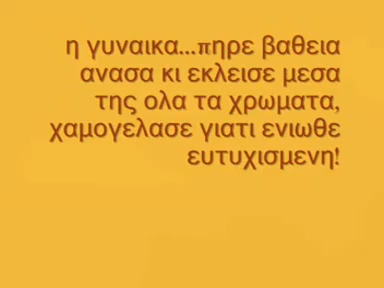 η γυναικα...πηρε βαθεια
ανασα κι εκλεισε μεσα
της ολα τα χρωματα,
χαμογελασε γιατι ενιωθε
ευτυχισμενη!